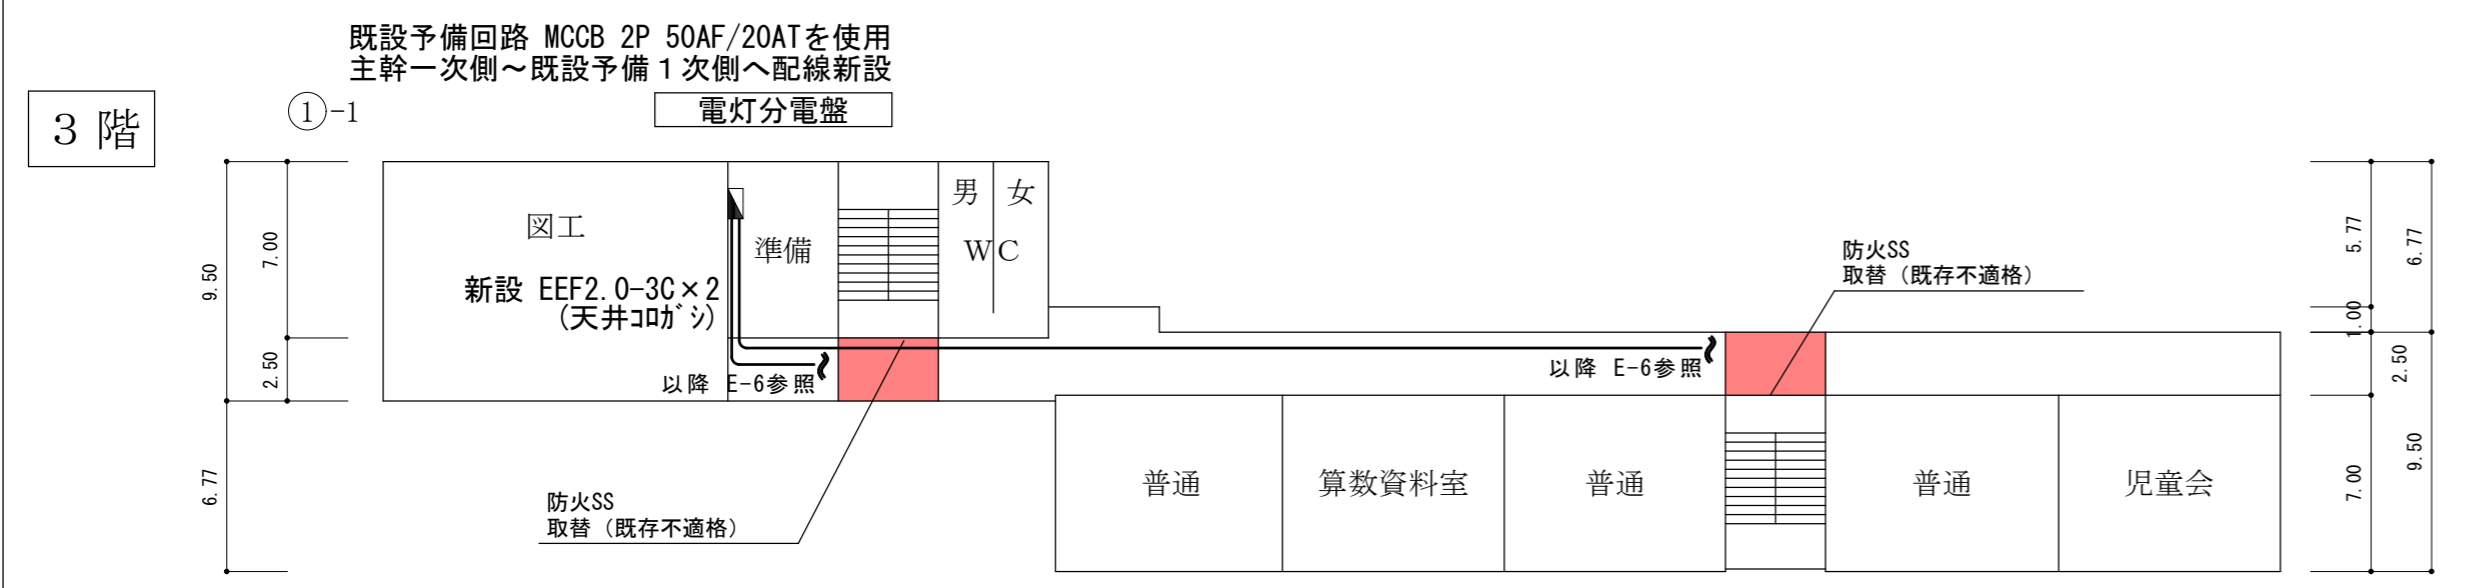 既設予備回路 MCCB 2P 50AF/20ATを使用
主幹一次側～既設予備１次側へ配線新設
３階
①-1
電灯分電盤
図工
準備
男
女
WC
新設 EEF2.0-3C×2
(天井ｺﾛｶﾞｼ)
以降 E-6参照
以降 E-6参照
防火SS
取替（既存不適格）
防火SS
取替（既存不適格）
普通
算数資料室
普通
普通
児童会
9.50
7.00
2.50
6.77
5.77
6.77
1.00
2.50
7.00
9.50